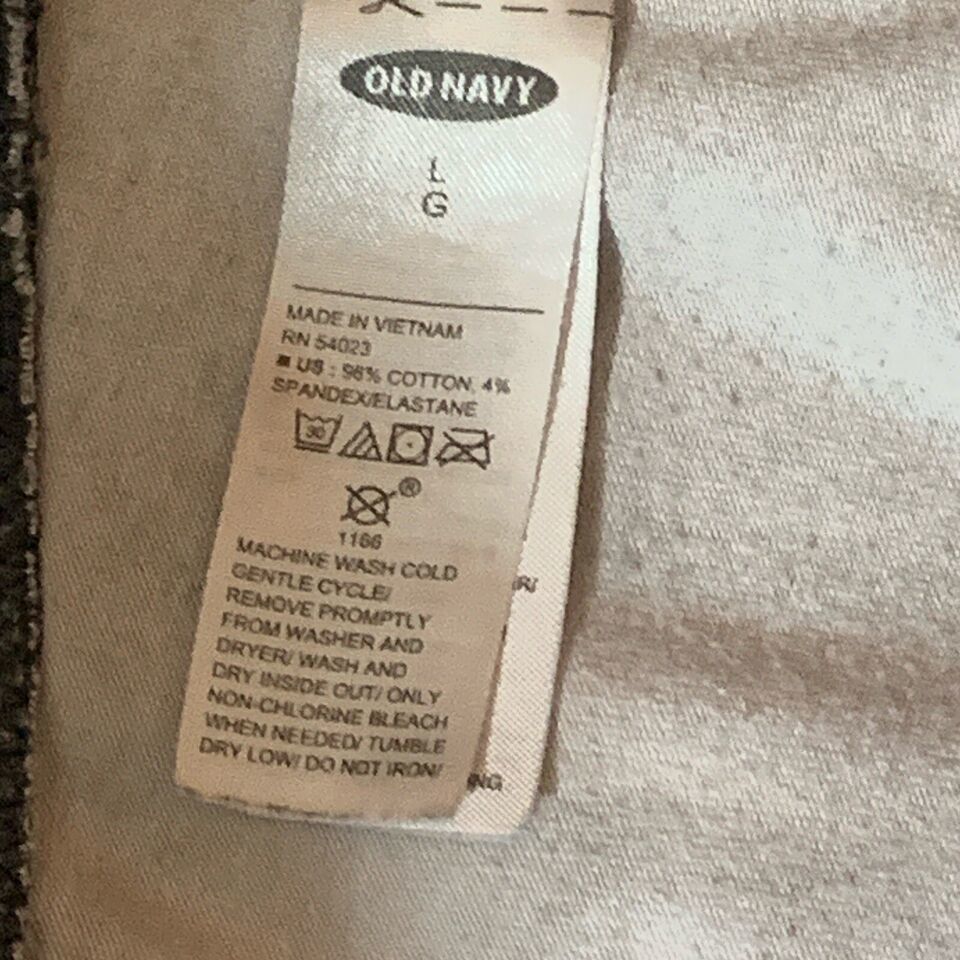 OLD NAVY
L
G
MADE IN VIETNAM
RN 54023
■ US : 96% COTTON, 4%
SPANDEX/ELASTANE
30
®
1166
MACHINE WASH COLD
GENTLE CYCLE/
REMOVE PROMPTLY
FROM WASHER AND
DRYER/ WASH AND
DRY INSIDE OUT/ ONLY
NON-CHLORINE BLEACH
WHEN NEEDED/ TUMBLE
DRY LOW/ DO NOT IRON/